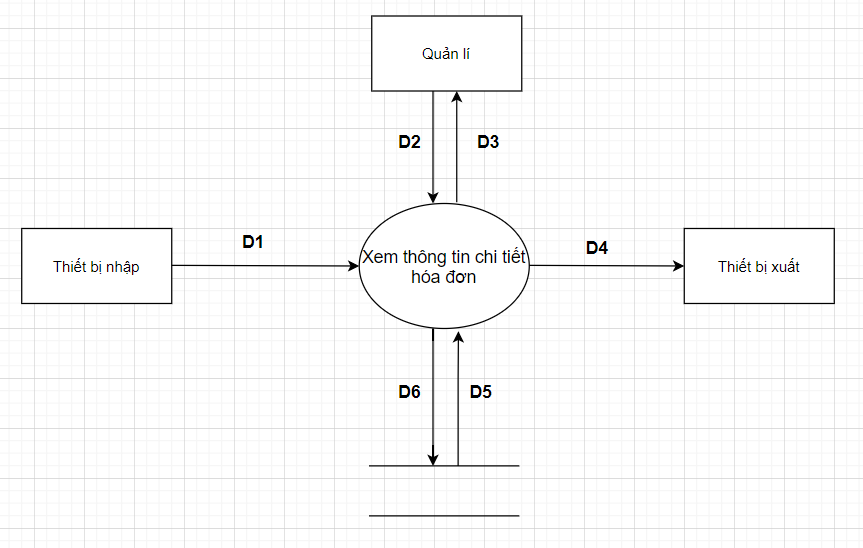 Quản lí
D2
D3
D1
D4
Thiết bị nhập
Xem thông tin chi tiết
hóa đơn
Thiết bị xuất
D6
D5